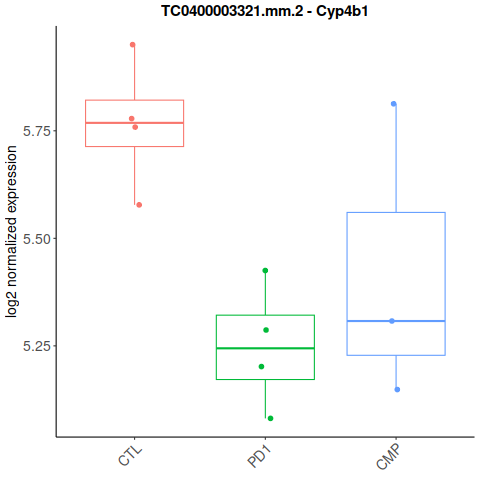 TC0400003321.mm.2 - Cyp4b1
log2 normalized expression
5.75
5.50
5.25
CTL
PD1
CMP